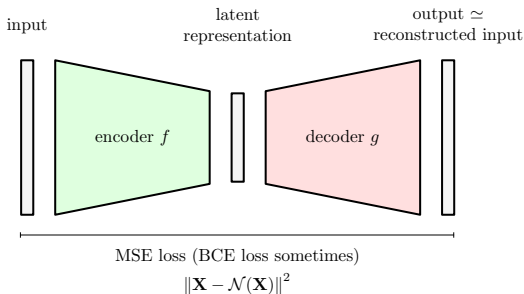 input
latent
representation
output ≃
reconstructed input
encoder f
decoder g
MSE loss (BCE loss sometimes)
‖X − 𝒩(X)‖²